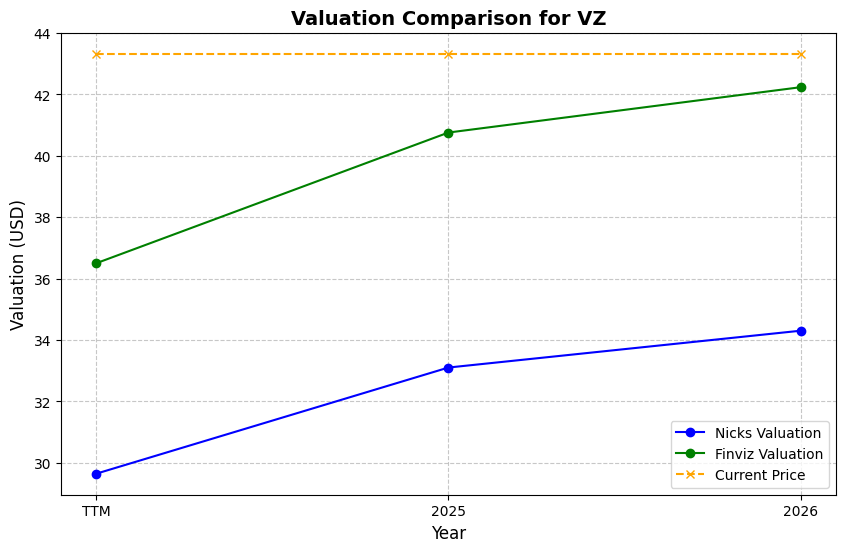 Valuation Comparison for VZ
Valuation (USD)
44
42
40
38
36
34
32
30
TTM
2025
2026
Year
Nicks Valuation
Finviz Valuation
Current Price